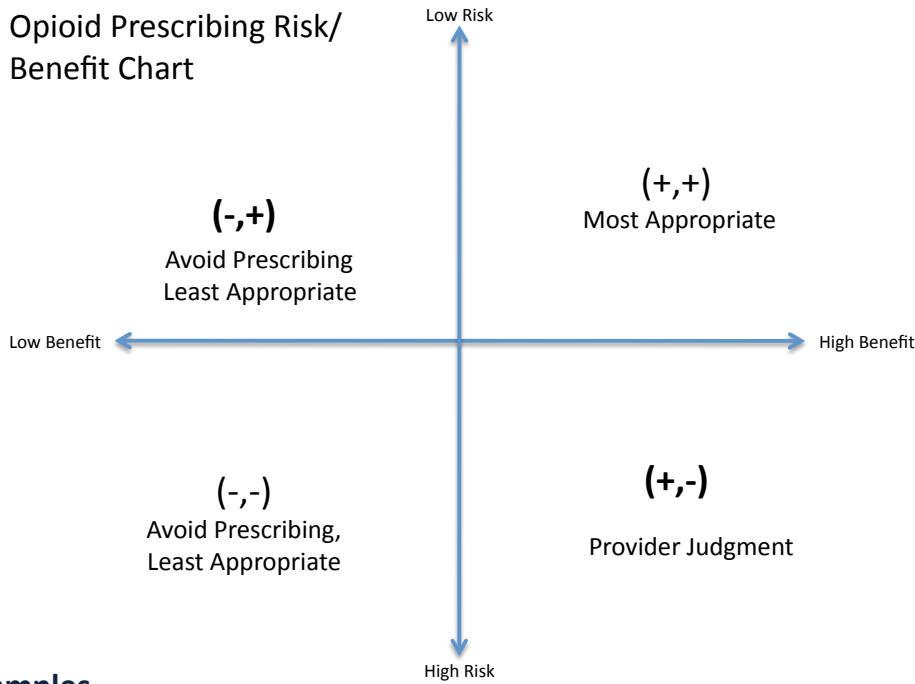 Opioid Prescribing Risk/
Benefit Chart
Low Risk
(-,+)
Avoid Prescribing
Least Appropriate
(+,+)
Most Appropriate
Low Benefit
High Benefit
(-,-)
Avoid Prescribing,
Least Appropriate
(+,-)
Provider Judgment
High Risk